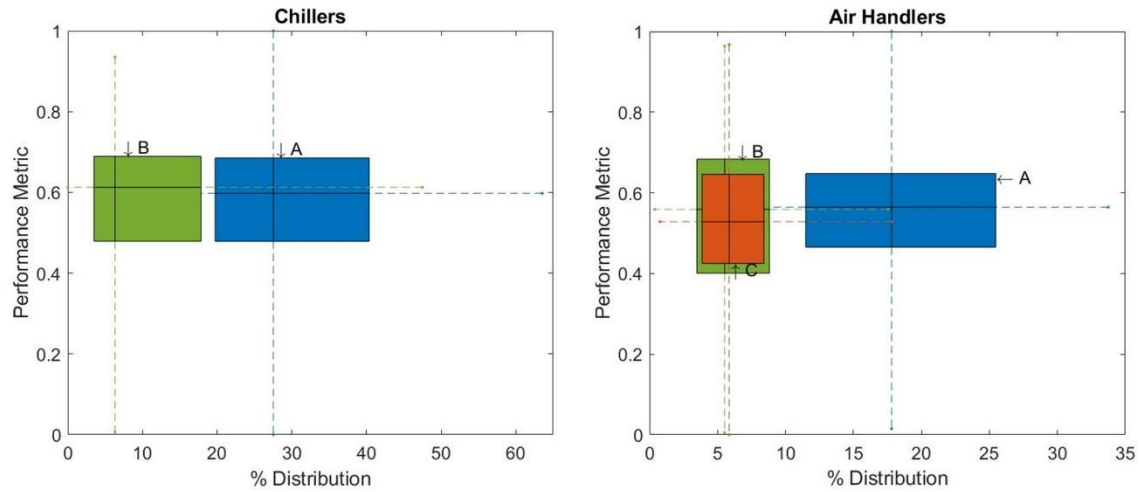 Chillers
Performance Metric
1
0.8
0.6
0.4
0.2
0
↓ B
↓ A
0 10 20 30 40 50 60
% Distribution
Air Handlers
Performance Metric
1
0.8
0.6
0.4
0.2
0
↓ B
← A
↑ C
0 5 10 15 20 25 30 35
% Distribution